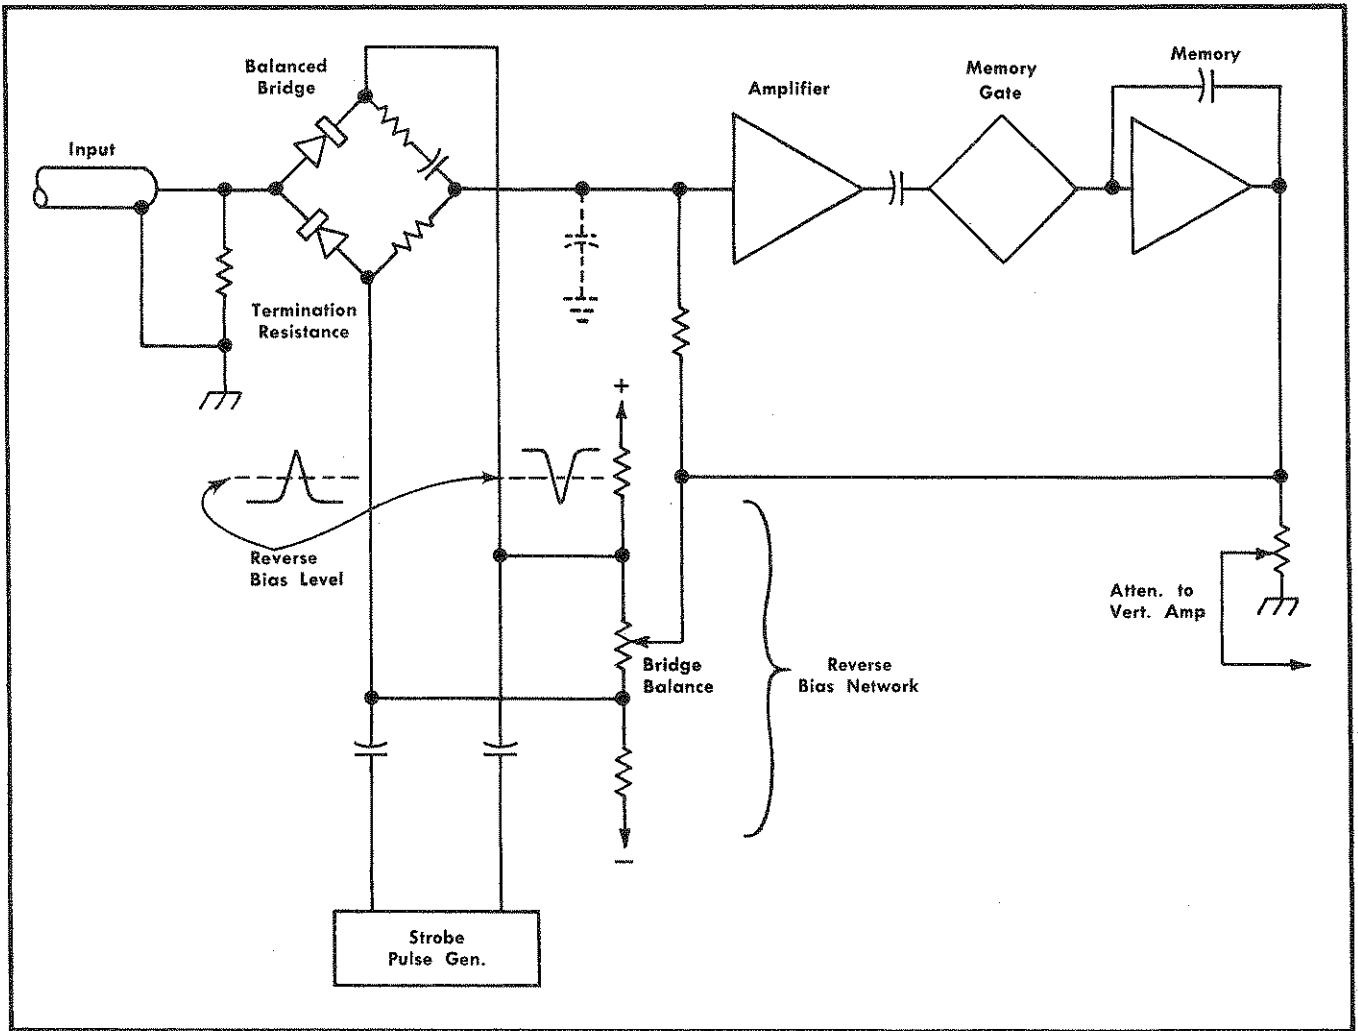 Balanced
Bridge
Input
Amplifier
Memory
Gate
Memory
Termination
Resistance
+
Reverse
Bias Level
Bridge
Balance
Reverse
Bias Network
Atten. to
Vert. Amp
—
Strobe
Pulse Gen.